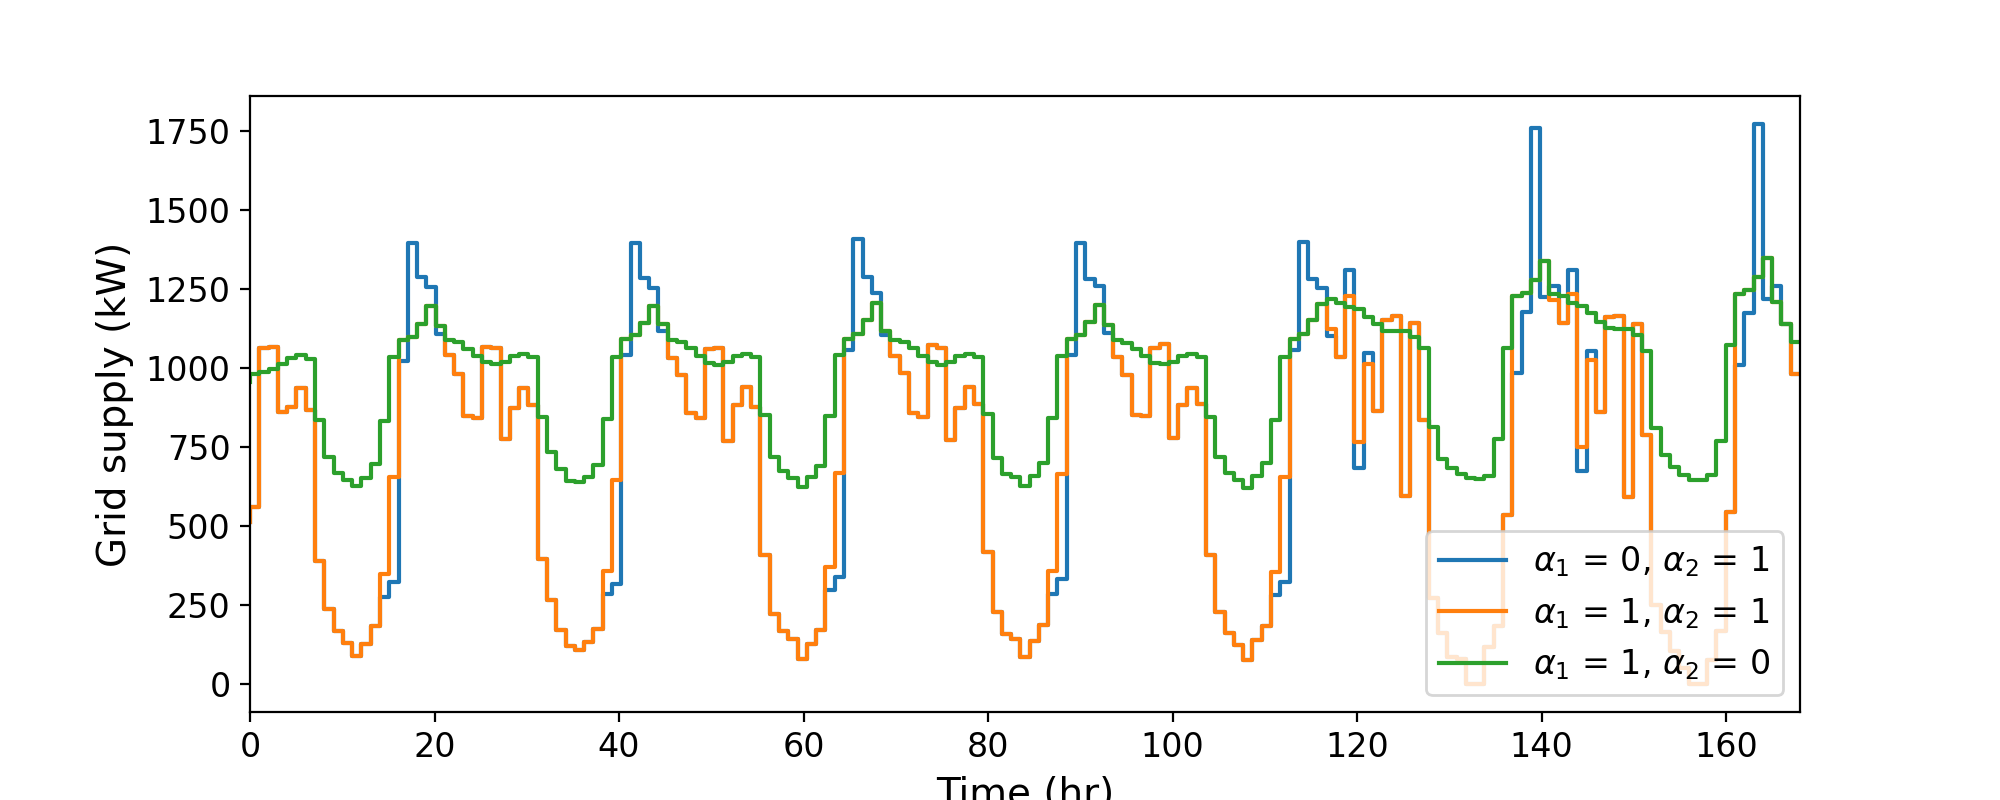 1750
1500
1250
1000
750
500
250
0
Grid supply (kW)
0 20 40 60 80 100 120 140 160
Time (hr)
α₁ = 0, α₂ = 1
α₁ = 1, α₂ = 1
α₁ = 1, α₂ = 0